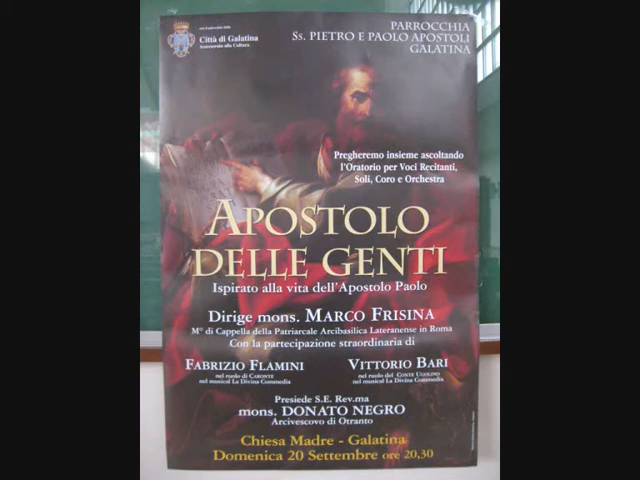 Città di Galatina
Assessorato alla Cultura
PARROCCHIA
SS. PIETRO E PAOLO APOSTOLI
GALATINA
Pregheremo insieme ascoltando
l'Oratorio per Voci Recitanti,
Soli, Coro e Orchestra
APOSTOLO
DELLE GENTI
Ispirato alla vita dell'Apostolo Paolo
Dirige mons. MARCO FRISINA
M° di Cappella della Patriarcale Arcibasilica Lateranense in Roma
Con la partecipazione straordinaria di
FABRIZIO FLAMINI
nel ruolo di CARONTE
nel musical La Divina Commedia
VITTORIO BARI
nel ruolo del CONTE UGOLINO
nel musical La Divina Commedia
Presiede S.E. Rev.ma
mons. DONATO NEGRO
Arcivescovo di Otranto
Chiesa Madre - Galatina
Domenica 20 Settembre ore 20,30